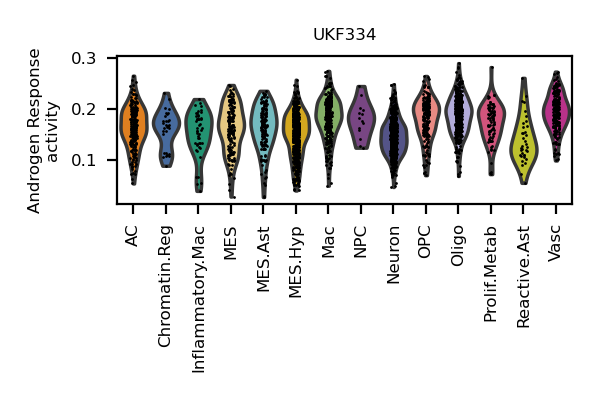 UKF334
Androgen Response
activity
0.3
0.2
0.1
AC
Chromatin.Reg
Inflammatory.Mac
MES
MES.Ast
MES.Hyp
Mac
NPC
Neuron
OPC
Oligo
Prolif.Metab
Reactive.Ast
Vasc